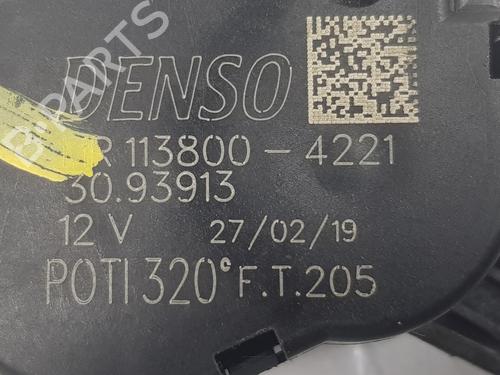 DENSO
R 113800-4221
30.93913
12 V 27/02/19
POTI 320° F.T.205
B-PARTS